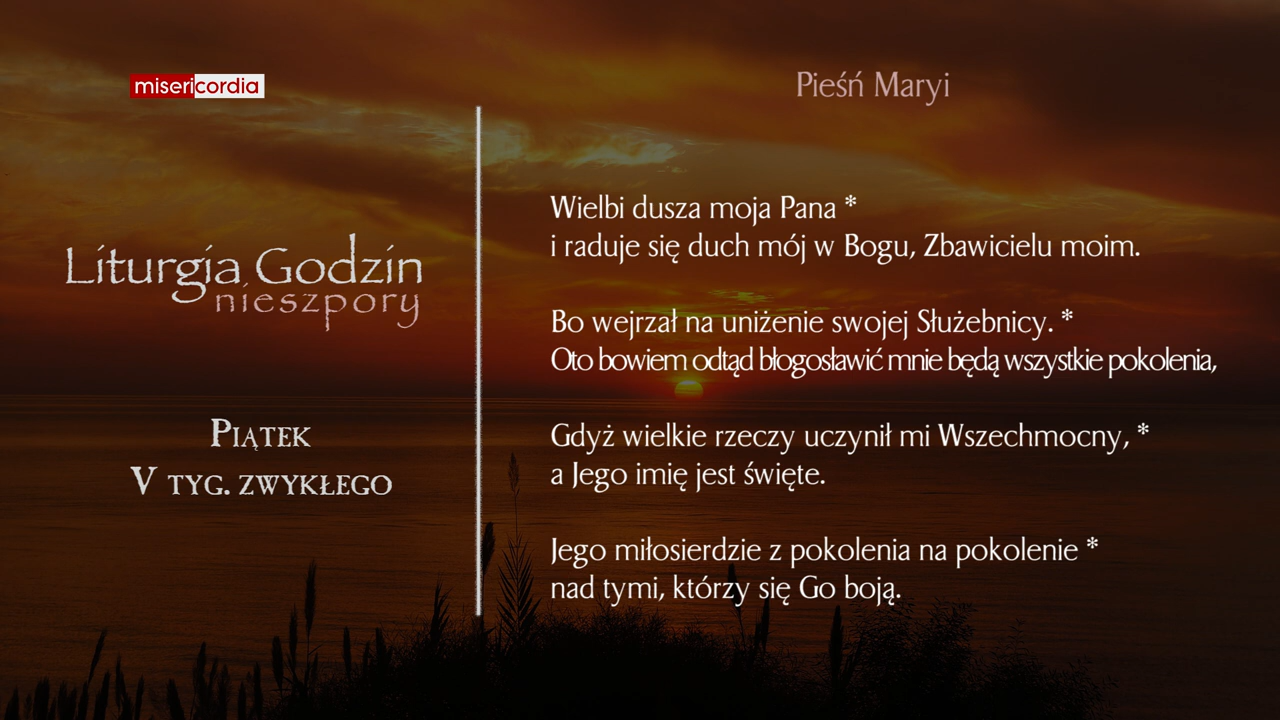 misericordia
Liturgia Godzin
nieszpory
Piątek
V tyg. zwykłego
Pieśń Maryi
Wielbi dusza moja Pana *
i raduje się duch mój w Bogu, Zbawicielu moim.
Bo wejrzał na uniżenie swojej Służebnicy. *
Oto bowiem odtąd błogosławić mnie będą wszystkie pokolenia,
Gdyż wielkie rzeczy uczynił mi Wszechmocny, *
a Jego imię jest święte.
Jego miłosierdzie z pokolenia na pokolenie *
nad tymi, którzy się Go boją.